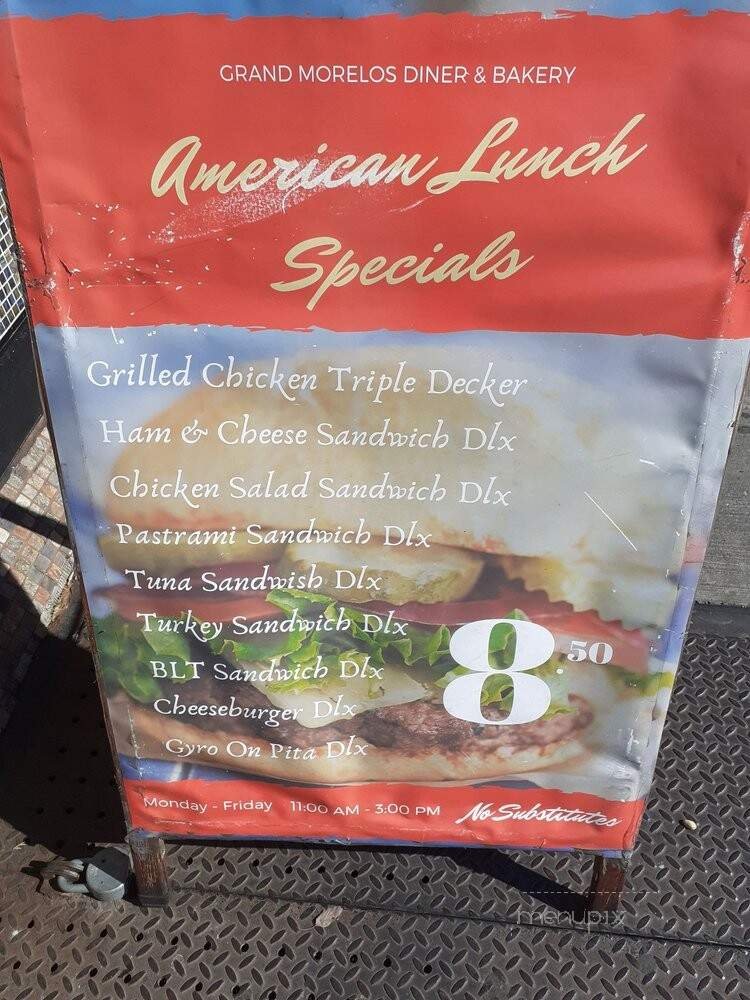 GRAND MORELOS DINER & BAKERY
American Lunch
Specials
Grilled Chicken Triple Decker
Ham & Cheese Sandwich Dlx
Chicken Salad Sandwich Dlx
Pastrami Sandwich Dlx
Tuna Sandwish Dlx
Turkey Sandwich Dlx
BLT Sandwich Dlx
Cheeseburger Dlx
Gyro On Pita Dlx
8.50
Monday - Friday 11:00 AM - 3:00 PM No Substitutes
menupix